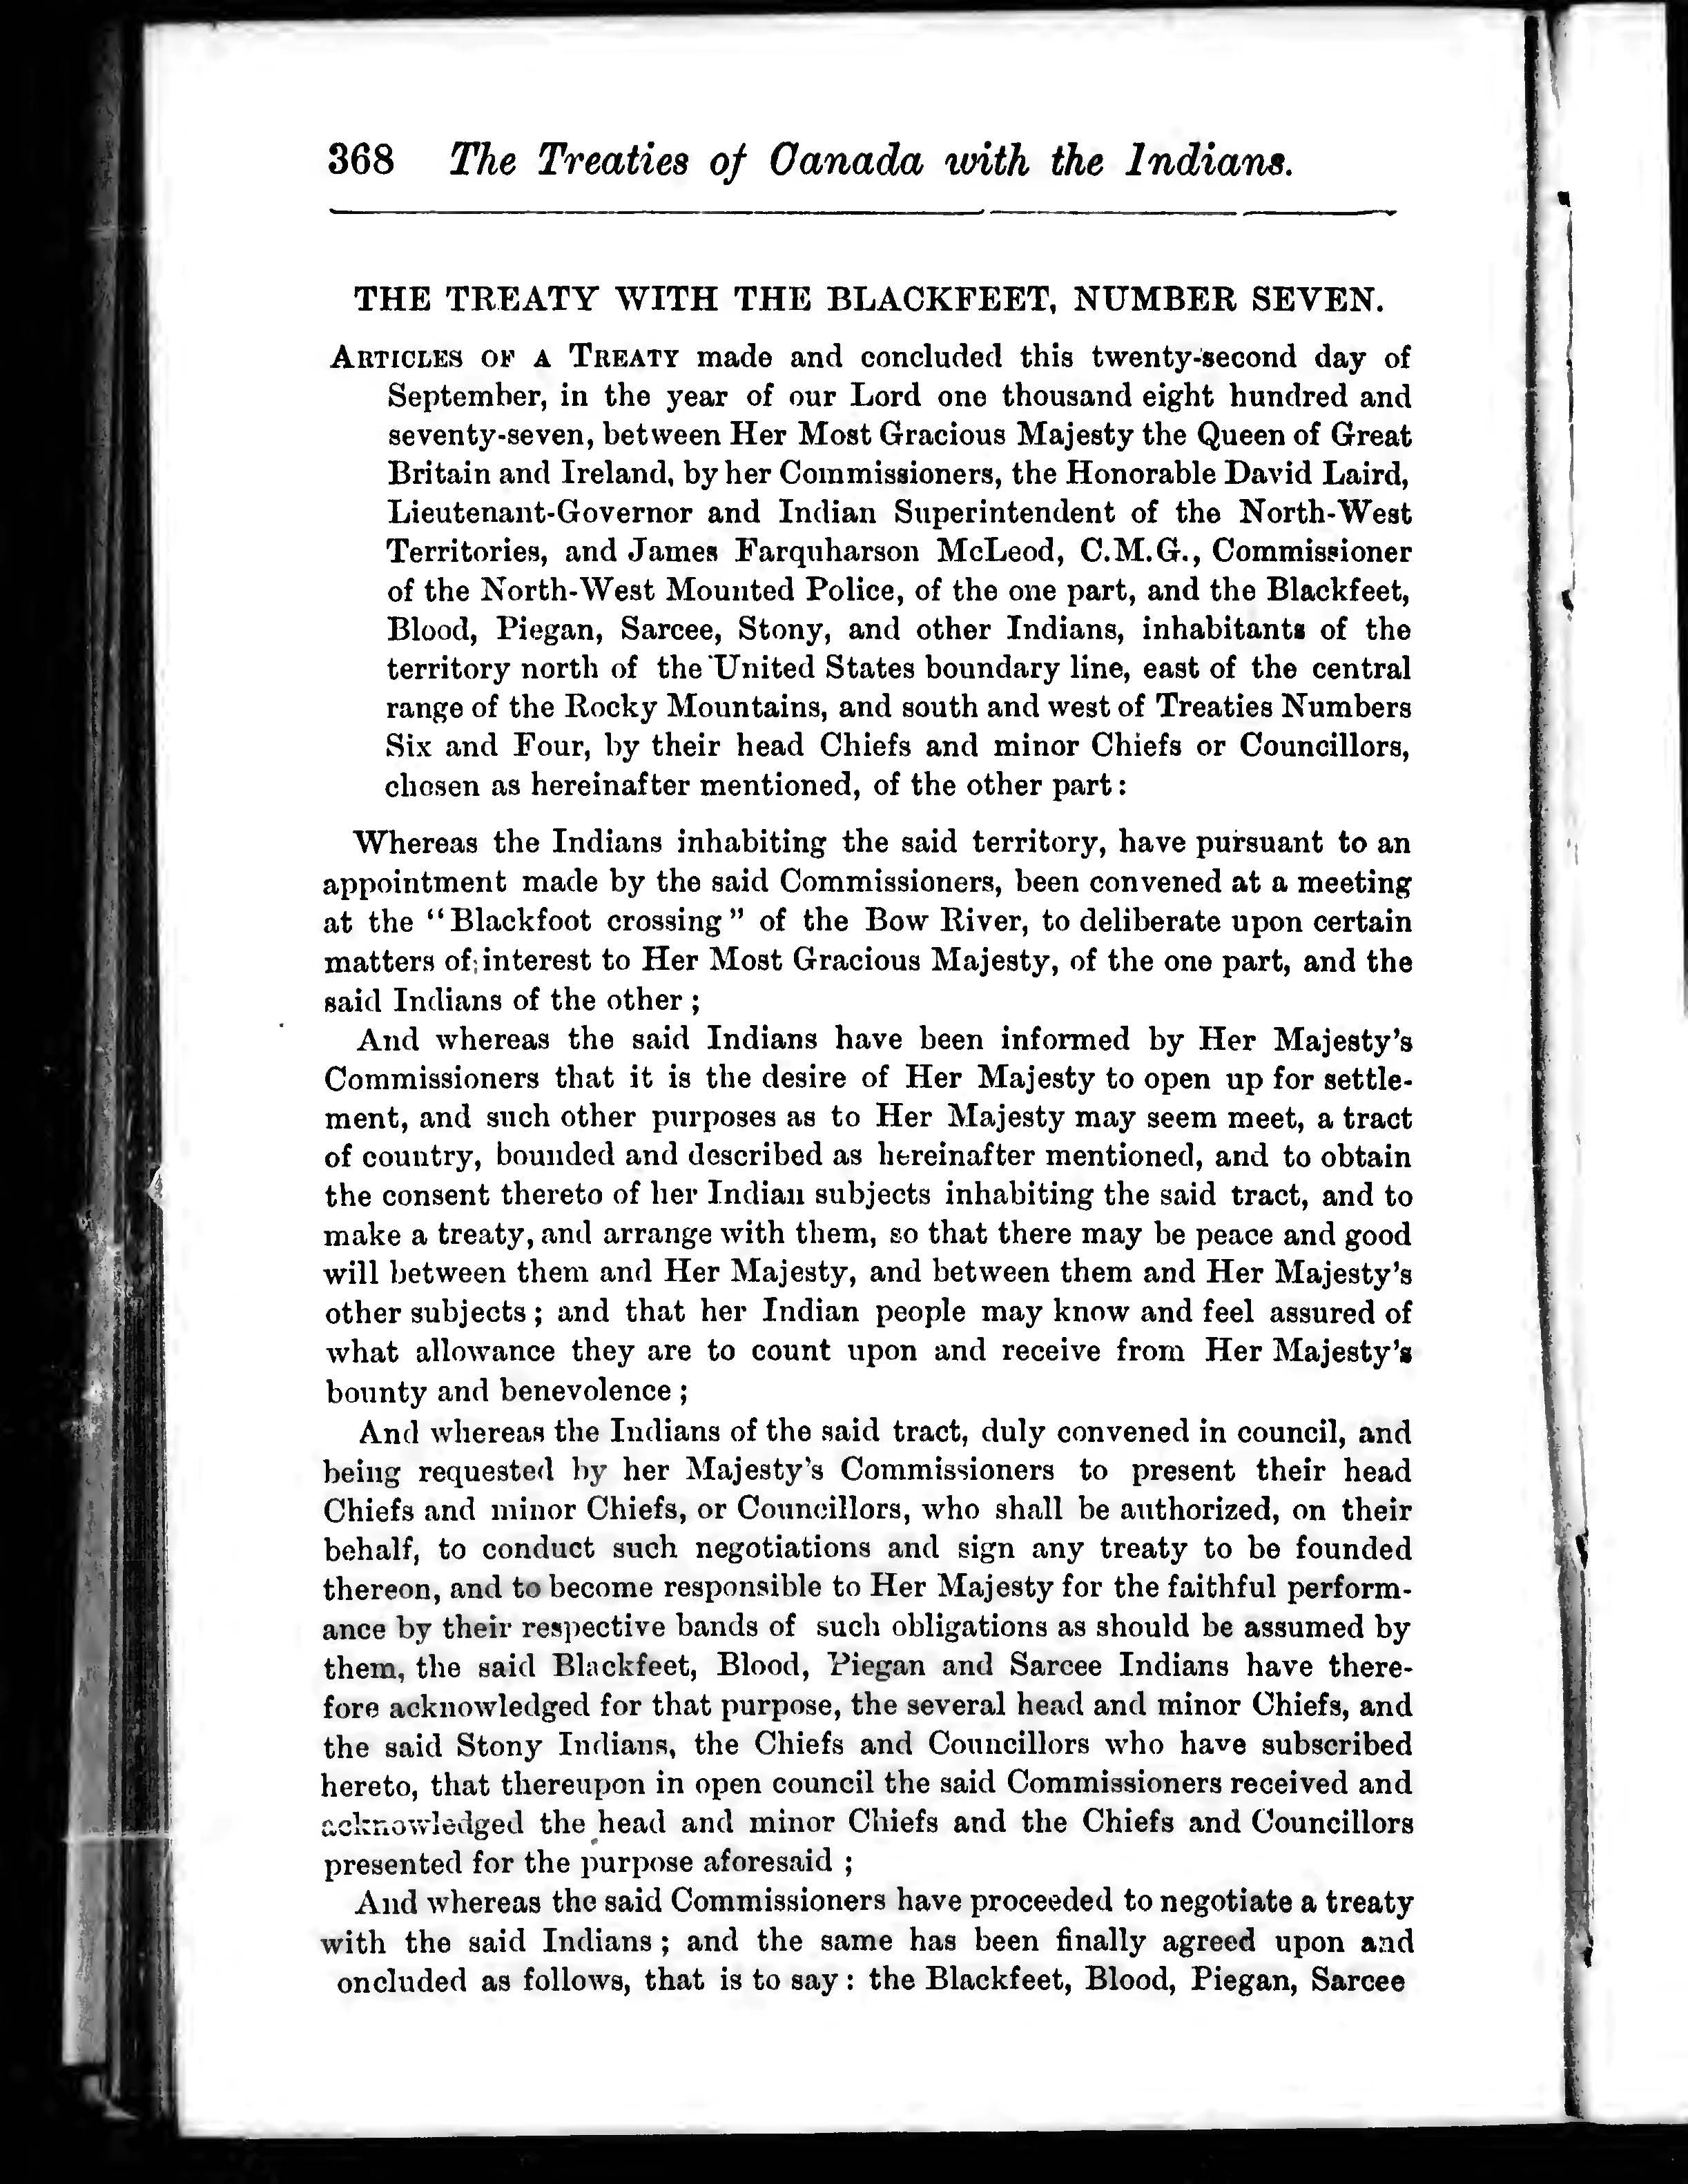 368 The Treaties of Canada with the Indians.
THE TREATY WITH THE BLACKFEET, NUMBER SEVEN.
ARTICLES OF A TREATY made and concluded this twenty-second day of
September, in the year of our Lord one thousand eight hundred and
seventy-seven, between Her Most Gracious Majesty the Queen of Great
Britain and Ireland, by her Commissioners, the Honorable David Laird,
Lieutenant-Governor and Indian Superintendent of the North-West
Territories, and James Farquharson McLeod, C.M.G., Commissioner
of the North-West Mounted Police, of the one part, and the Blackfeet,
Blood, Piegan, Sarcee, Stony, and other Indians, inhabitants of the
territory north of the United States boundary line, east of the central
range of the Rocky Mountains, and south and west of Treaties Numbers
Six and Four, by their head Chiefs and minor Chiefs or Councillors,
chosen as hereinafter mentioned, of the other part:
Whereas the Indians inhabiting the said territory, have pursuant to an
appointment made by the said Commissioners, been convened at a meeting
at the "Blackfoot crossing" of the Bow River, to deliberate upon certain
matters of interest to Her Most Gracious Majesty, of the one part, and the
said Indians of the other;
And whereas the said Indians have been informed by Her Majesty's
Commissioners that it is the desire of Her Majesty to open up for settle-
ment, and such other purposes as to Her Majesty may seem meet, a tract
of country, bounded and described as hereinafter mentioned, and to obtain
the consent thereto of her Indian subjects inhabiting the said tract, and to
make a treaty, and arrange with them, so that there may be peace and good
will between them and Her Majesty, and between them and Her Majesty's
other subjects; and that her Indian people may know and feel assured of
what allowance they are to count upon and receive from Her Majesty's
bounty and benevolence;
And whereas the Indians of the said tract, duly convened in council, and
being requested by her Majesty's Commissioners to present their head
Chiefs and minor Chiefs, or Councillors, who shall be authorized, on their
behalf, to conduct such negotiations and sign any treaty to be founded
thereon, and to become responsible to Her Majesty for the faithful perform-
ance by their respective bands of such obligations as should be assumed by
them, the said Blackfeet, Blood, Piegan and Sarcee Indians have there-
fore acknowledged for that purpose, the several head and minor Chiefs, and
the said Stony Indians, the Chiefs and Councillors who have subscribed
hereto, that thereupon in open council the said Commissioners received and
acknowledged the head and minor Chiefs and the Chiefs and Councillors
presented for the purpose aforesaid;
And whereas the said Commissioners have proceeded to negotiate a treaty
with the said Indians; and the same has been finally agreed upon and
oncluded as follows, that is to say: the Blackfeet, Blood, Piegan, Sarcee